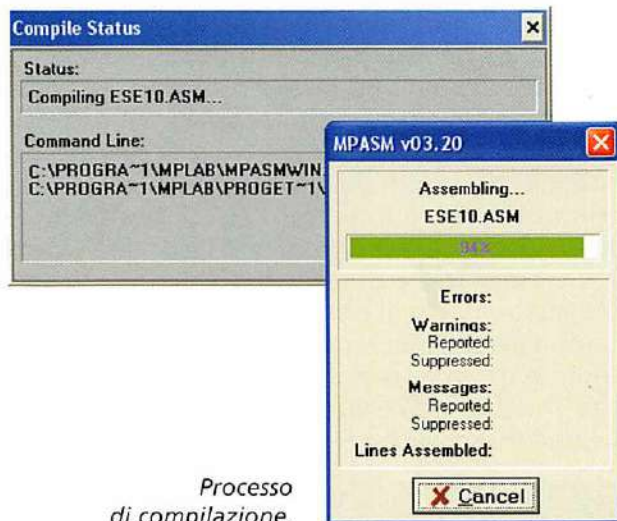 Compile Status
Status:
Compiling ESE10.ASM...
Command Line:
C:\PROGRA~1\MPLAB\MPASMWIN.
C:\PROGRA~1\MPLAB\PROGET~1\
MPASM v03.20
Assembling...
ESE10.ASM
94%
Errors:
Warnings:
Reported:
Suppressed:
Messages:
Reported:
Suppressed:
Lines Assembled:
Cancel
Processo
di compilazione.